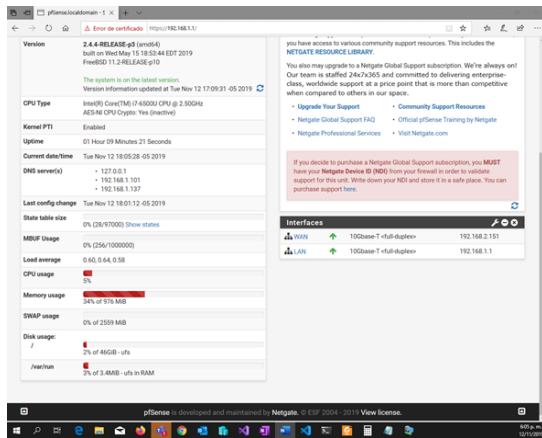 pfSense.localdomain - S
Error de certificado
https://192.168.1.1/
Version
2.4.4-RELEASE-p3 (amd64)
built on Wed May 15 18:53:44 EDT 2019
FreeBSD 11.2-RELEASE-p10
The system is on the latest version.
Version information updated at Tue Nov 12 17:09:31 -05 2019
CPU Type
Intel(R) Core(TM) i7-6500U CPU @ 2.50GHz
AES-NI CPU Crypto: Yes (inactive)
Kernel PTI
Enabled
Uptime
01 Hour 09 Minutes 21 Seconds
Current date/time
Tue Nov 12 18:05:28 -05 2019
DNS server(s)
• 127.0.0.1
• 192.168.1.101
• 192.168.1.137
Last config change
Tue Nov 12 18:01:12 -05 2019
State table size
0% (28/97000) Show states
MBUF Usage
0% (256/1000000)
Load average
0.60, 0.64, 0.58
CPU usage
5%
Memory usage
34% of 976 MiB
SWAP usage
0% of 2559 MiB
Disk usage:
/
2% of 46GiB - ufs
/var/run
3% of 3.4MiB - ufs in RAM
you have access to various community support resources. This includes the
NETGATE RESOURCE LIBRARY.
You also may upgrade to a Netgate Global Support subscription. We're always on!
Our team is staffed 24x7x365 and committed to delivering enterprise-
class, worldwide support at a price point that is more than competitive
when compared to others in our space.
• Upgrade Your Support
• Community Support Resources
• Netgate Global Support FAQ
• Official pfSense Training by Netgate
• Netgate Professional Services
• Visit Netgate.com
If you decide to purchase a Netgate Global Support subscription, you MUST
have your Netgate Device ID (NDI) from your firewall in order to validate
support for this unit. Write down your NDI and store it in a safe place. You can
purchase support here.
Interfaces
WAN
10Gbase-T <full-duplex>
192.168.2.151
LAN
10Gbase-T <full-duplex>
192.168.1.1
pfSense is developed and maintained by Netgate. © ESF 2004 - 2019 View license.
6:05 p. m.
12/11/2019